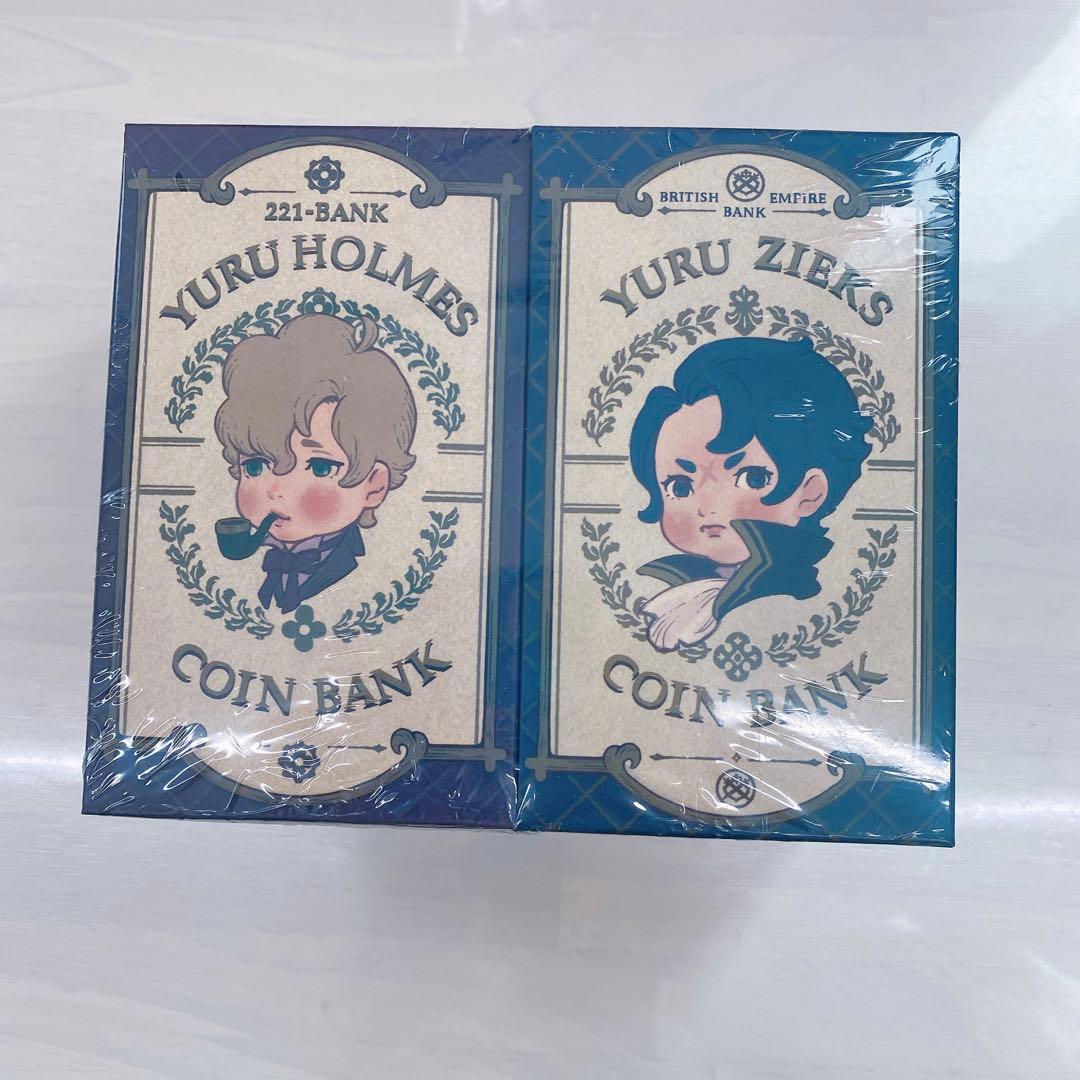 221-BANK
YURU HOLMES
COIN BANK
BRITISH EMPiRE
BANK
YURU ZIEKS
COIN BANK